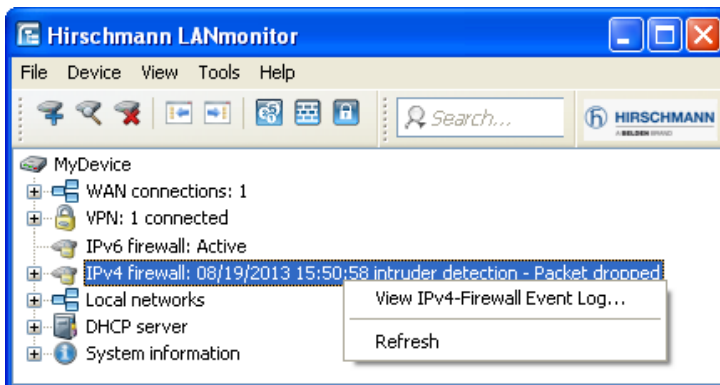 Hirschmann LANmonitor
File Device View Tools Help
Search...
HIRSCHMANN
A BELDEN BRAND
MyDevice
WAN connections: 1
VPN: 1 connected
IPv6 firewall: Active
IPv4 firewall: 08/19/2013 15:50:58 intruder detection - Packet dropped
View IPv4-Firewall Event Log...
Local networks
DHCP server
Refresh
System information